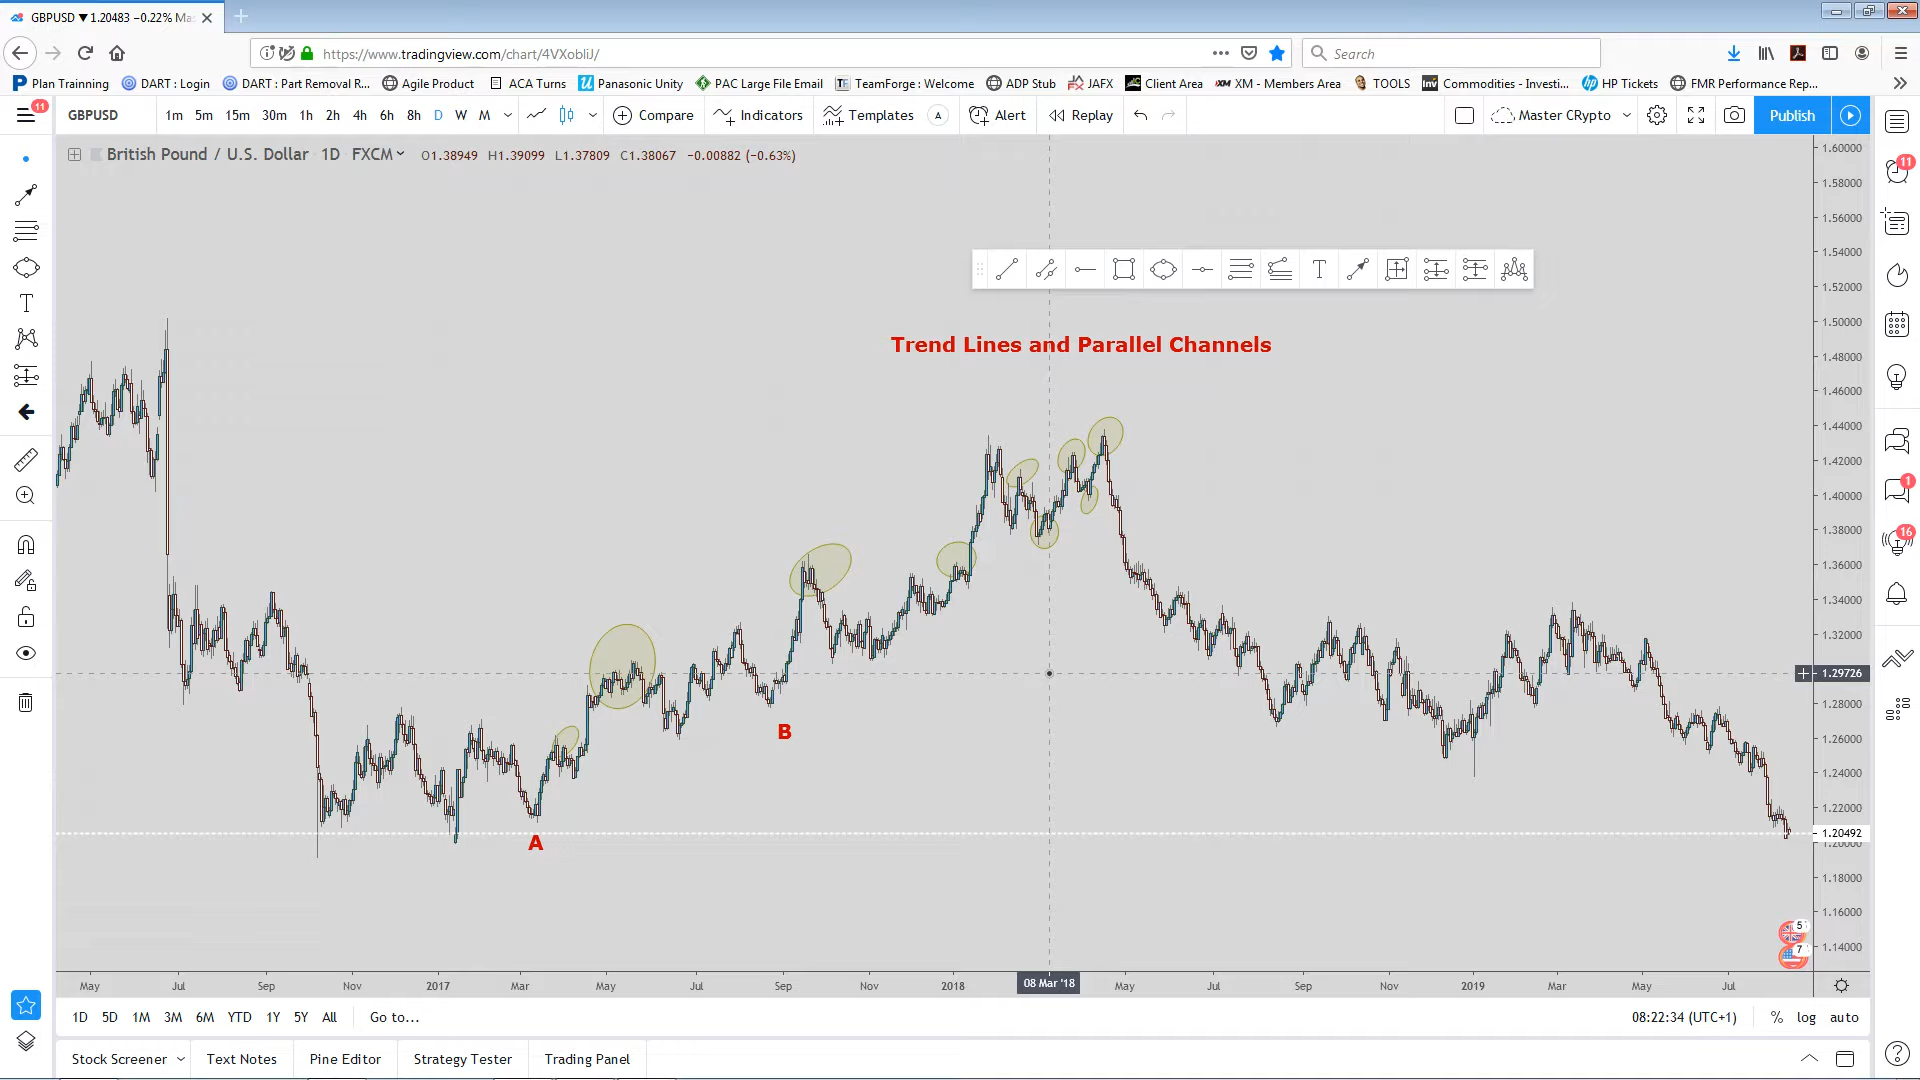 GBPUSD ▼ 1.20483 −0.22% Ma
https://www.tradingview.com/chart/4VXobliJ/
Search
Plan Trainning DART : Login DART : Part Removal R... Agile Product ACA Turns Panasonic Unity PAC Large File Email TeamForge : Welcome ADP Stub JAFX Client Area XM - Members Area TOOLS Commodities - Investi... HP Tickets FMR Performance Rep...
11
GBPUSD 1m 5m 15m 30m 1h 2h 4h 6h 8h D W M Compare Indicators Templates A Alert Replay Master CRypto Publish
British Pound / U.S. Dollar 1D FXCM O1.38949 H1.39099 L1.37809 C1.38067 −0.00882 (−0.63%)
11
1.60000
1.58000
1.56000
1.54000
1.52000
1.50000
Trend Lines and Parallel Channels
1.48000
1.46000
1.44000
1.42000
1
1.40000
1.38000
16
1.36000
1.34000
1.32000
1.29726
1.28000
B
1.26000
1.24000
1.22000
1.20492
1.20000
A
1.18000
1.16000
5
7
1.14000
May Jul Sep Nov 2017 Mar May Jul Sep Nov 2018 08 Mar '18 May Jul Sep Nov 2019 Mar May Jul
1D 5D 1M 3M 6M YTD 1Y 5Y All Go to... 08:22:34 (UTC+1) % log auto
Stock Screener Text Notes Pine Editor Strategy Tester Trading Panel